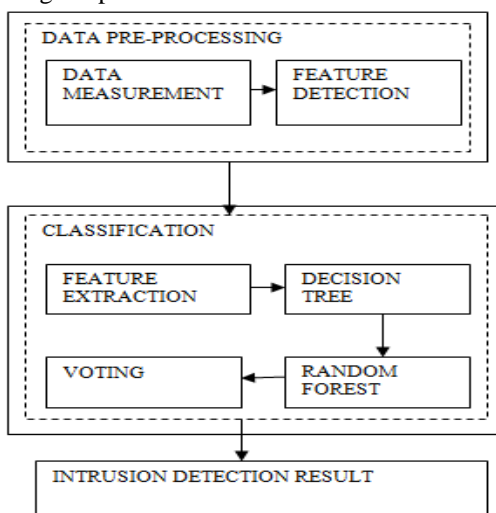 DATA PRE-PROCESSING
DATA
MEASUREMENT
FEATURE
DETECTION
CLASSIFICATION
FEATURE
EXTRACTION
DECISION
TREE
VOTING
RANDOM
FOREST
INTRUSION DETECTION RESULT